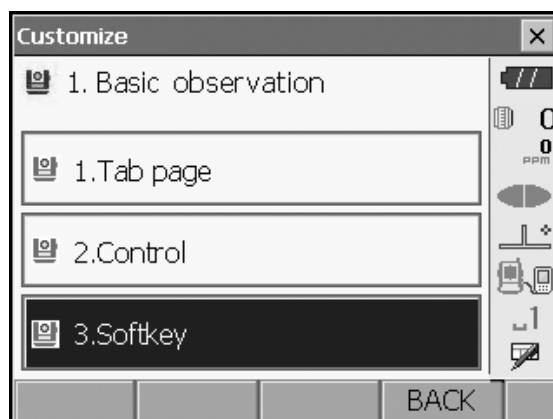 Customize
1. Basic observation
0
0
PPM
1.Tab page
2.Control
3.Softkey
1
BACK